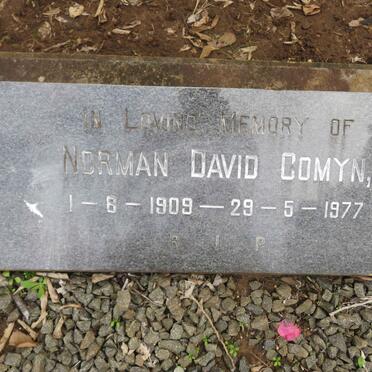 IN LOVING MEMORY OF
NORMAN DAVID COMYN,
1-6-1909 — 29-5-1977
R I P